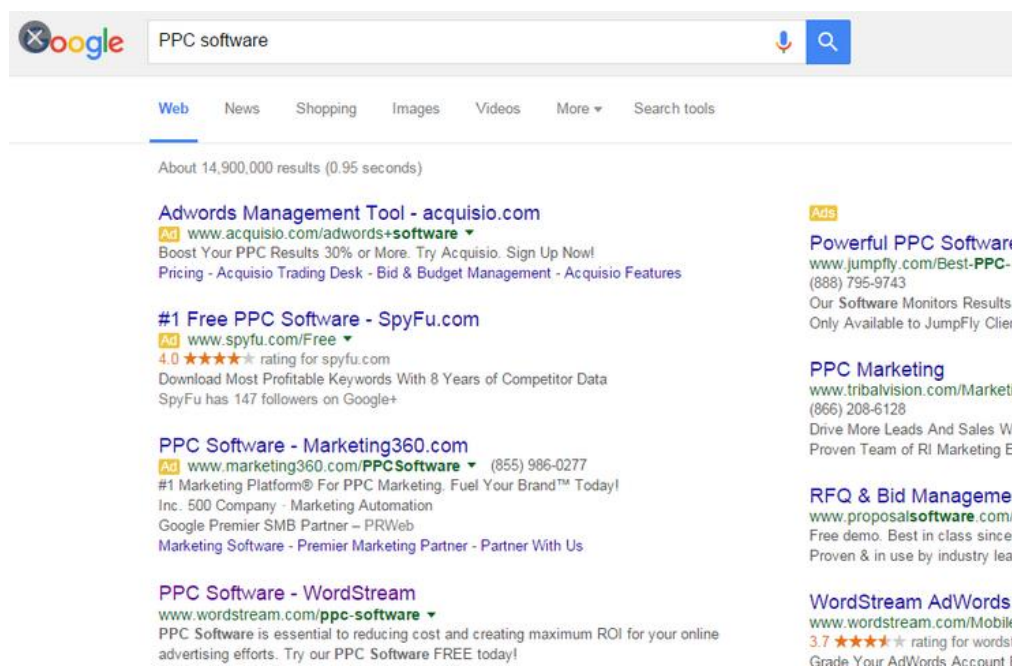 Google
PPC software
Web News Shopping Images Videos More Search tools
About 14,900,000 results (0.95 seconds)
Adwords Management Tool - acquisio.com
Ad www.acquisio.com/adwords+software
Boost Your PPC Results 30% or More. Try Acquisio. Sign Up Now!
Pricing - Acquisio Trading Desk - Bid & Budget Management - Acquisio Features
#1 Free PPC Software - SpyFu.com
Ad www.spyfu.com/Free
4.0 ★★★★★ rating for spyfu.com
Download Most Profitable Keywords With 8 Years of Competitor Data
SpyFu has 147 followers on Google+
PPC Software - Marketing360.com
Ad www.marketing360.com/PPCSoftware (855) 986-0277
#1 Marketing Platform® For PPC Marketing. Fuel Your Brand™ Today!
Inc. 500 Company · Marketing Automation
Google Premier SMB Partner – PRWeb
Marketing Software - Premier Marketing Partner - Partner With Us
PPC Software - WordStream
www.wordstream.com/ppc-software
PPC Software is essential to reducing cost and creating maximum ROI for your online
advertising efforts. Try our PPC Software FREE today!
Ads
Powerful PPC Software
www.jumpfly.com/Best-PPC-
(888) 795-9743
Our Software Monitors Results
Only Available to JumpFly Clie
PPC Marketing
www.tribalvision.com/Marketi
(866) 208-6128
Drive More Leads And Sales W
Proven Team of RI Marketing E
RFQ & Bid Manageme
www.proposalsoftware.com/
Free demo. Best in class since
Proven & in use by industry lea
WordStream AdWords
www.wordstream.com/Mobile
3.7 ★★★★★ rating for wordst
Grade Your AdWords Account